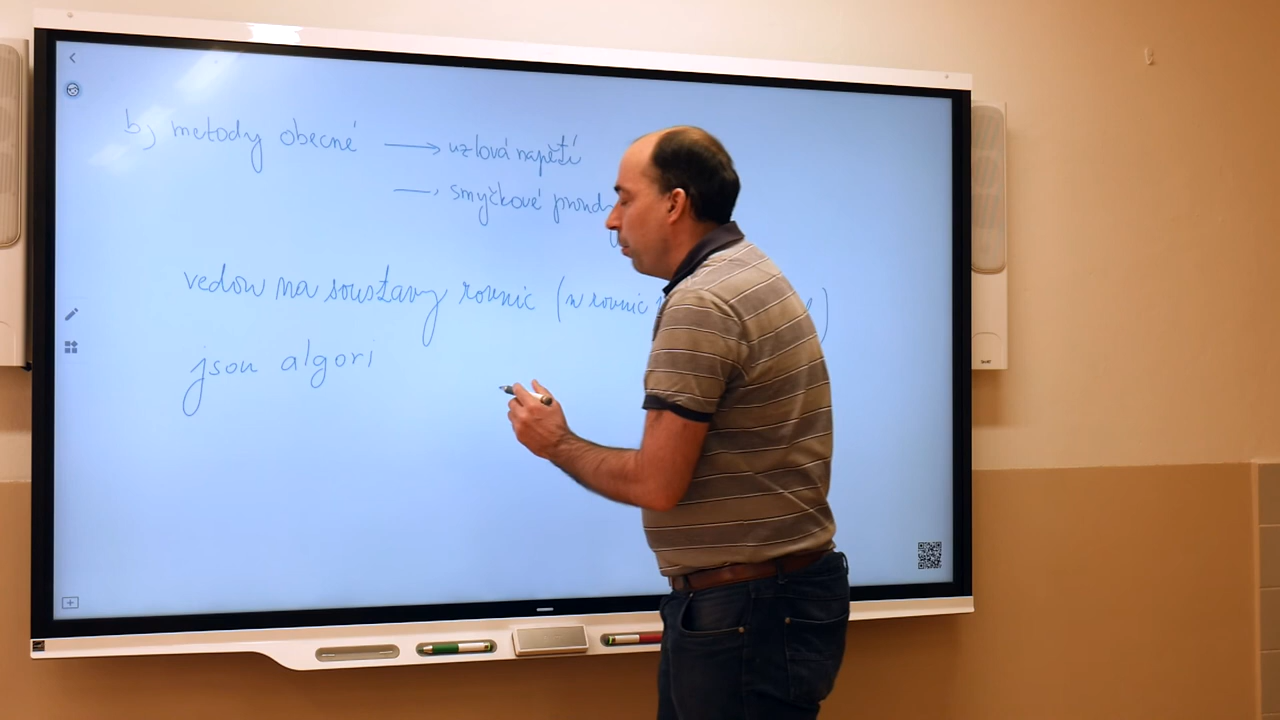 b) metody obecné → uzlová napětí
→ smyčkové proudy
vedou na soustavy rovnic (n rovnic
jsou algori